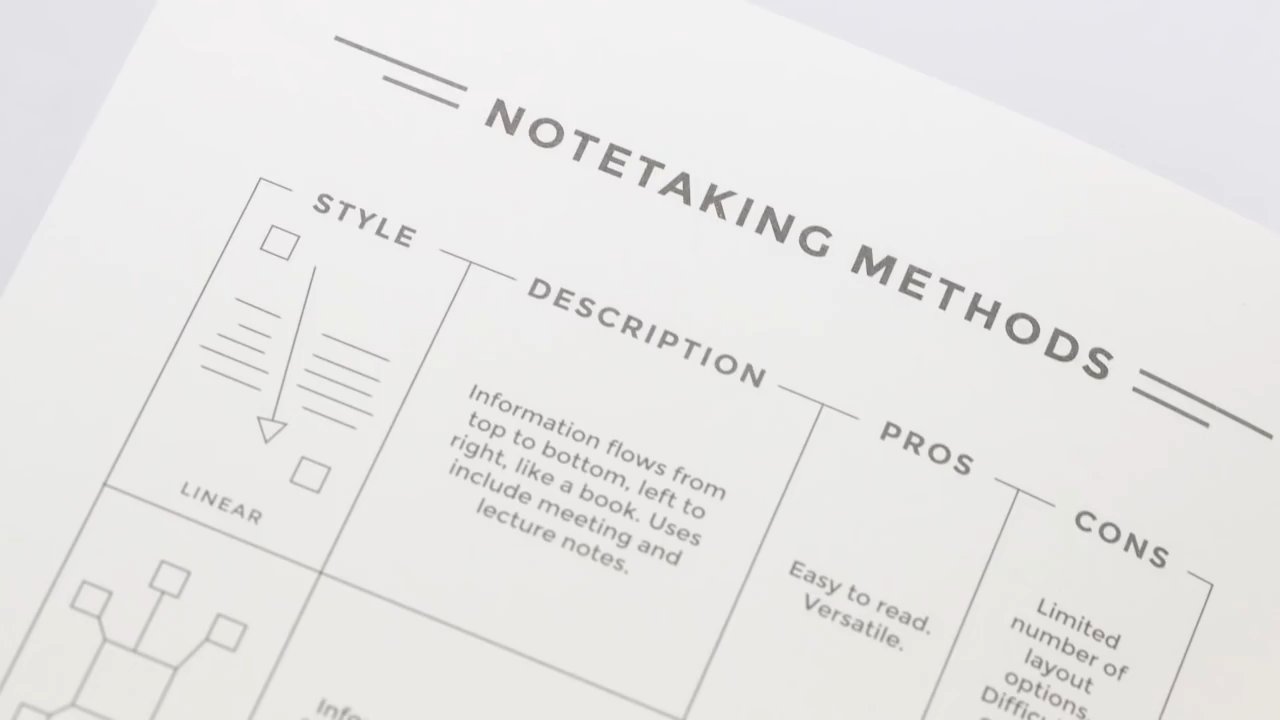 NOTETAKING METHODS
STYLE
DESCRIPTION
PROS
CONS
LINEAR
Information flows from
top to bottom, left to
right, like a book. Uses
include meeting and
lecture notes.
Easy to read.
Versatile.
Limited
number of
layout
options.